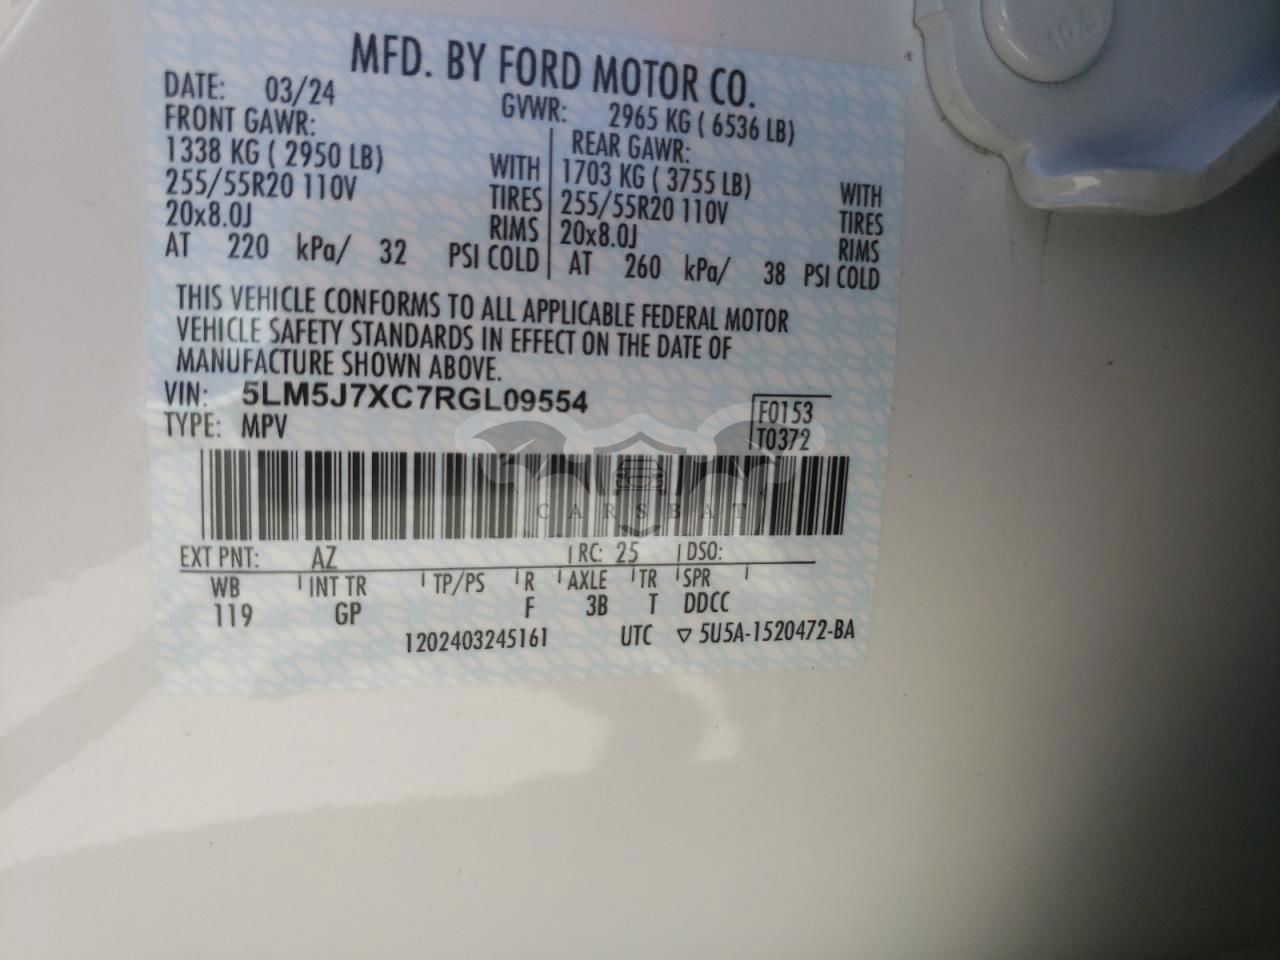 MFD. BY FORD MOTOR CO.
DATE: 03/24 GVWR: 2965 KG ( 6536 LB)
FRONT GAWR: REAR GAWR:
1338 KG ( 2950 LB) WITH 1703 KG ( 3755 LB) WITH
255/55R20 110V TIRES 255/55R20 110V TIRES
20x8.0J RIMS 20x8.0J RIMS
AT 220 kPa/ 32 PSI COLD AT 260 kPa/ 38 PSI COLD
THIS VEHICLE CONFORMS TO ALL APPLICABLE FEDERAL MOTOR
VEHICLE SAFETY STANDARDS IN EFFECT ON THE DATE OF
MANUFACTURE SHOWN ABOVE.
VIN: 5LM5J7XC7RGL09554
F0153
TYPE: MPV
T0372
CARSBAT
EXT PNT: AZ RC: 25 DSO:
WB INT TR TP/PS R AXLE TR SPR
119 GP F 3B T DDCC
1202403245161 UTC ▽ 5U5A-1520472-BA